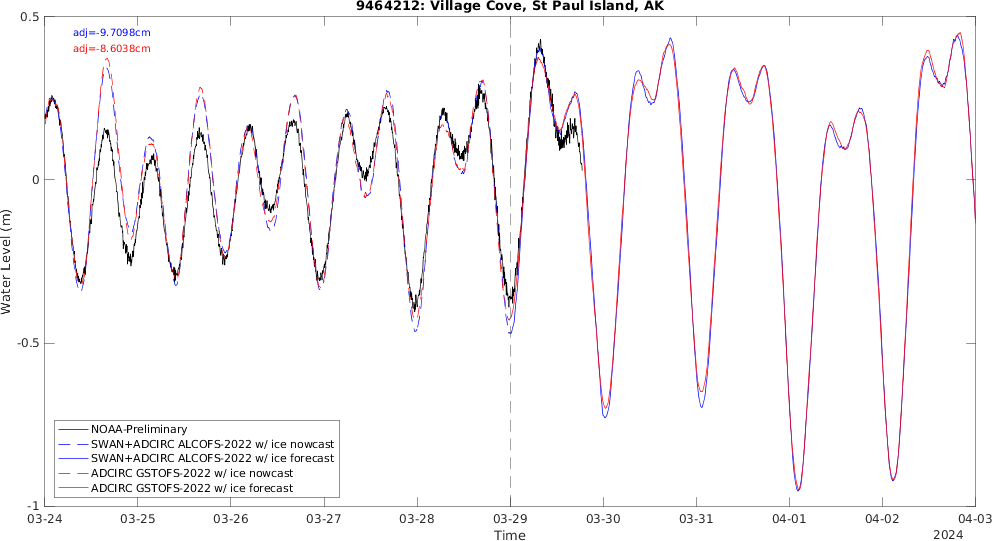 9464212: Village Cove, St Paul Island, AK
adj=-9.7098cm
adj=-8.6038cm
0.5
0
-0.5
-1
Water Level (m)
NOAA-Preliminary
SWAN+ADCIRC ALCOFS-2022 w/ ice nowcast
SWAN+ADCIRC ALCOFS-2022 w/ ice forecast
ADCIRC GSTOFS-2022 w/ ice nowcast
ADCIRC GSTOFS-2022 w/ ice forecast
03-24 03-25 03-26 03-27 03-28 03-29 03-30 03-31 04-01 04-02 04-03
Time
2024